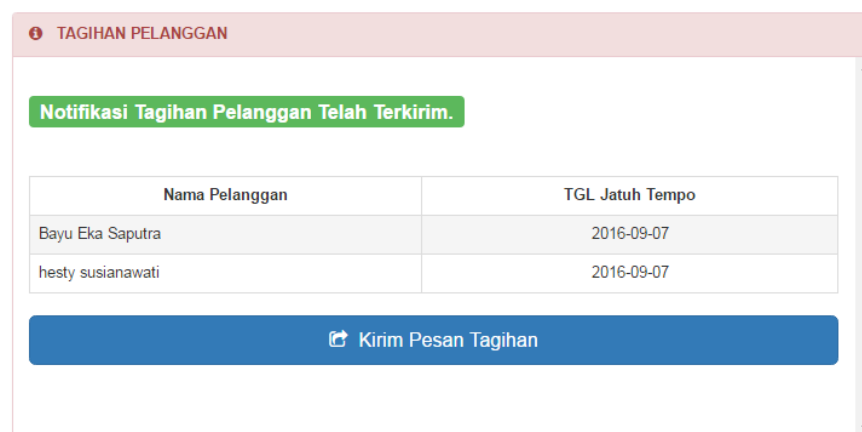 TAGIHAN PELANGGAN
Notifikasi Tagihan Pelanggan Telah Terkirim.
Nama Pelanggan TGL Jatuh Tempo
Bayu Eka Saputra 2016-09-07
hesty susianawati 2016-09-07
Kirim Pesan Tagihan